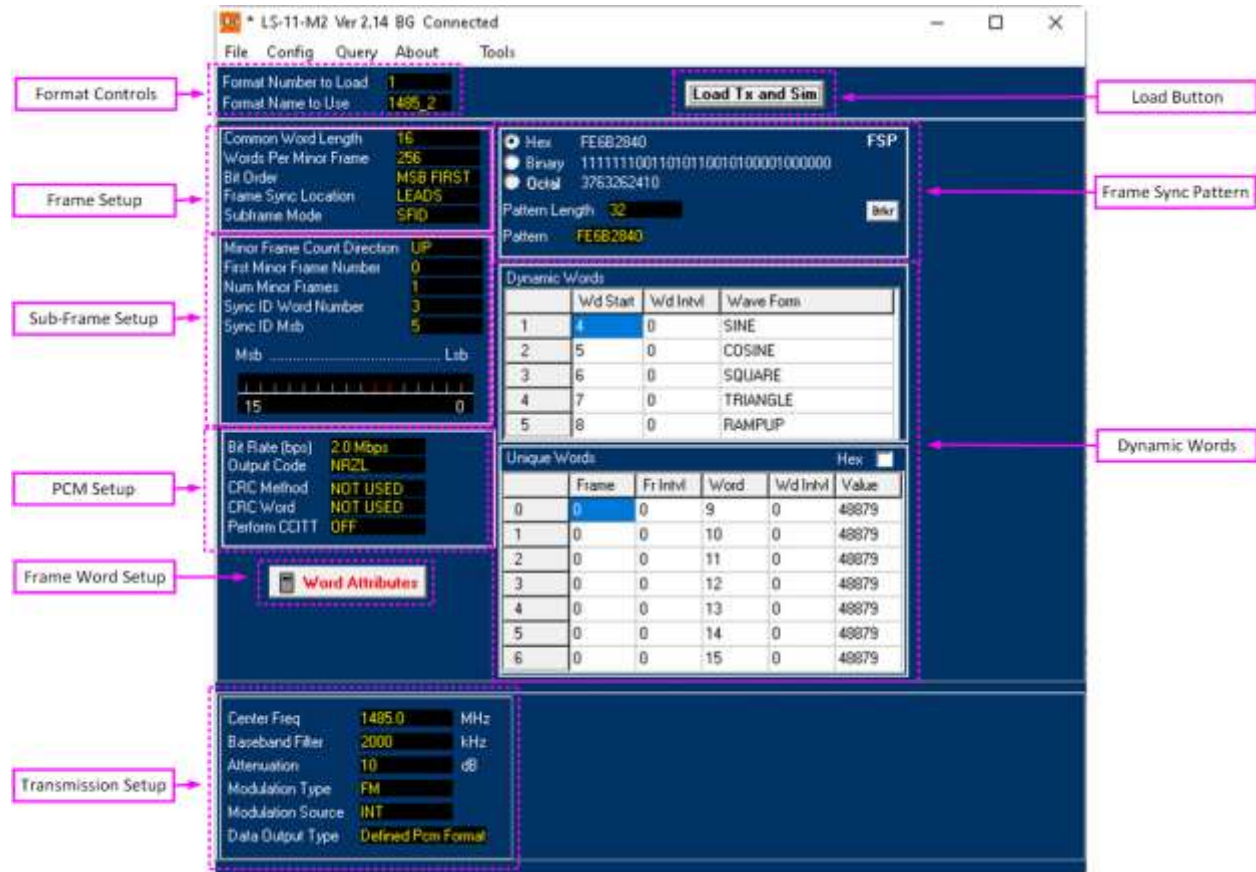 * LS-11-M2 Ver 2.14 BG Connected
File Config Query About Tools
Format Controls
Format Number to Load 1
Format Name to Use 1485_2
Load Tx and Sim
Load Button
Frame Setup
Common Word Length 16
Words Per Minor Frame 256
Bit Order MSB FIRST
Frame Sync Location LEADS
Subframe Mode SFID
Hex FE6B2840 FSP
Binary 11111110011010110010100001000000
Octal 3763262410
Pattern Length 32 Brkr
Pattern FE6B2840
Frame Sync Pattern
Sub-Frame Setup
Minor Frame Count Direction UP
First Minor Frame Number 0
Num Minor Frames 1
Sync ID Word Number 3
Sync ID Msb 5
Msb ........................................... Lsb
15 0
Dynamic Words
Wd Start Wd Intvl Wave Form
1 4 0 SINE
2 5 0 COSINE
3 6 0 SQUARE
4 7 0 TRIANGLE
5 8 0 RAMPUP
Dynamic Words
PCM Setup
Bit Rate (bps) 2.0 Mbps
Output Code NRZL
CRC Method NOT USED
CRC Word NOT USED
Perform CCITT OFF
Unique Words Hex
Frame Fr Intvl Word Wd Intvl Value
0 0 0 9 0 48879
1 0 0 10 0 48879
2 0 0 11 0 48879
3 0 0 12 0 48879
4 0 0 13 0 48879
5 0 0 14 0 48879
6 0 0 15 0 48879
Frame Word Setup
Word Attributes
Transmission Setup
Center Freq 1485.0 MHz
Baseband Filter 2000 kHz
Attenuation 10 dB
Modulation Type FM
Modulation Source INT
Data Output Type Defined Pcm Format